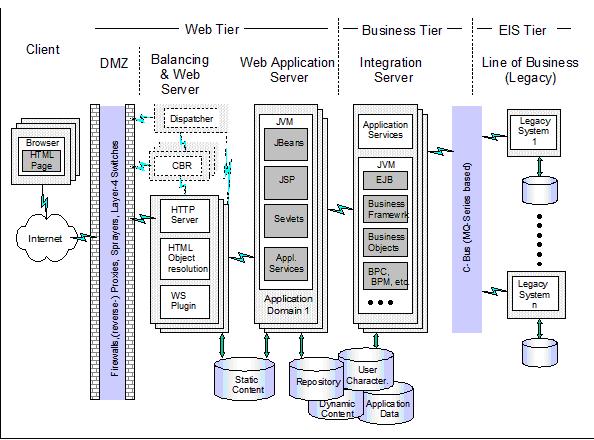 Web Tier
Business Tier
EIS Tier
Client
DMZ
Balancing
& Web
Server
Web Application
Server
Integration
Server
Line of Business
(Legacy)
Browser
HTML
Page
Internet
Firewalls,(reverse-) Proxies, Sprayers, Layer-4 Switches
Dispatcher
CBR
HTTP
Server
HTML
Object
resolution
WS
Plugin
JVM
JBeans
JSP
Sevlets
Appl.
Services
Application
Domain 1
Application
Services
JVM
EJB
Business
Framewrk
Business
Objects
BPC,
BPM, etc.
C-Bus (MQ-Series based)
Legacy
System
1
Legacy
System
n
Static
Content
Repository
User
Character.
Dynamic
Content
Application
Data